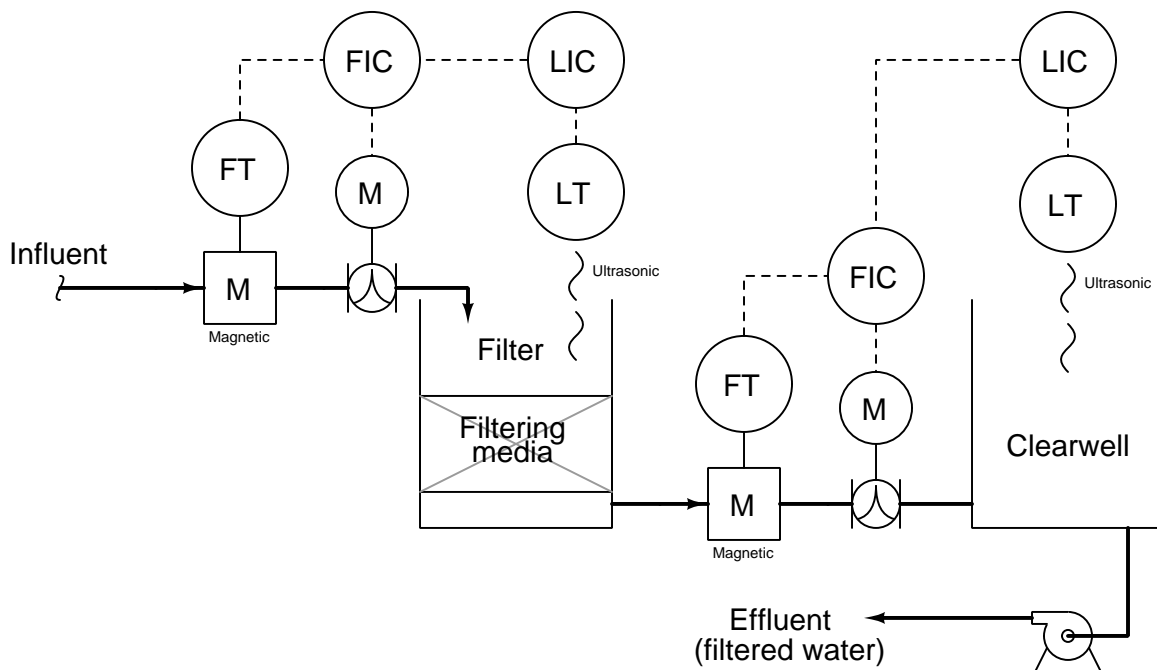 FIC
LIC
LIC
FT
M
LT
LT
Influent
M
Magnetic
Ultrasonic
FIC
Ultrasonic
Filter
FT
M
Filtering
media
Clearwell
M
Magnetic
Effluent
(filtered water)